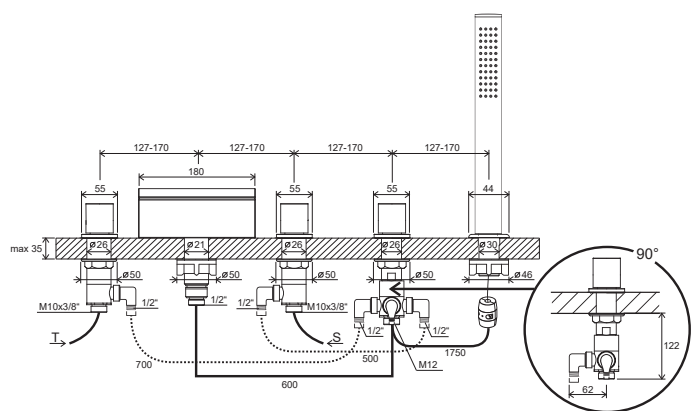 127-170 127-170 127-170 127-170
180
55 55 55 44
max 35
ø26 ø21 ø26 ø26 ø30
90°
ø50 ø50 ø50 ø50 ø46
M10x3/8" 1/2" 1/2" 1/2" M10x3/8"
T S
1/2" 1/2"
122
700 500 1750
M12
600
62